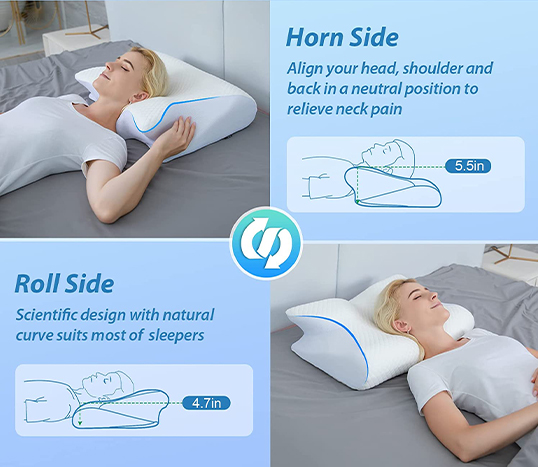 Horn Side
Align your head, shoulder and
back in a neutral position to
relieve neck pain
5.5in
Roll Side
Scientific design with natural
curve suits most of sleepers
4.7in